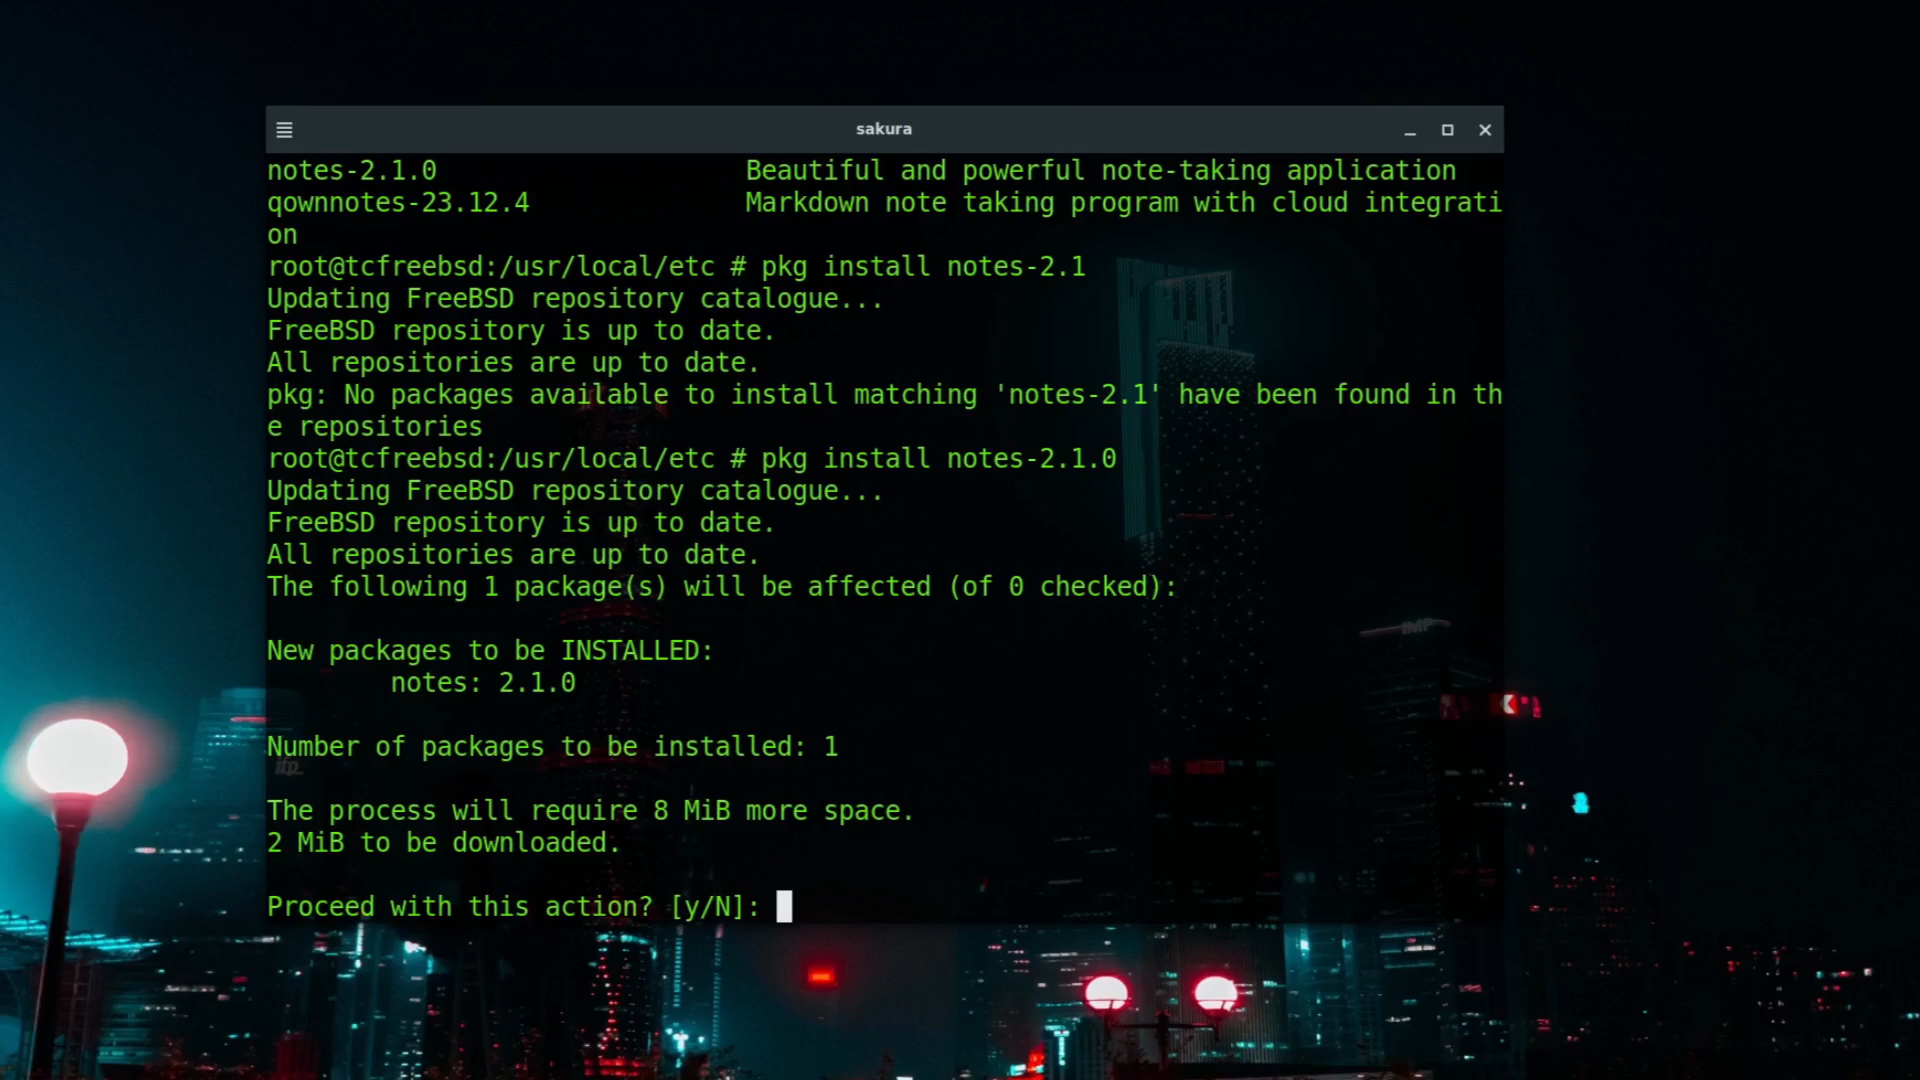 sakura
notes-2.1.0 Beautiful and powerful note-taking application
qownnotes-23.12.4 Markdown note taking program with cloud integrati
on
root@tcfreebsd:/usr/local/etc # pkg install notes-2.1
Updating FreeBSD repository catalogue...
FreeBSD repository is up to date.
All repositories are up to date.
pkg: No packages available to install matching 'notes-2.1' have been found in th
e repositories
root@tcfreebsd:/usr/local/etc # pkg install notes-2.1.0
Updating FreeBSD repository catalogue...
FreeBSD repository is up to date.
All repositories are up to date.
The following 1 package(s) will be affected (of 0 checked):
New packages to be INSTALLED:
notes: 2.1.0
Number of packages to be installed: 1
The process will require 8 MiB more space.
2 MiB to be downloaded.
Proceed with this action? [y/N]: